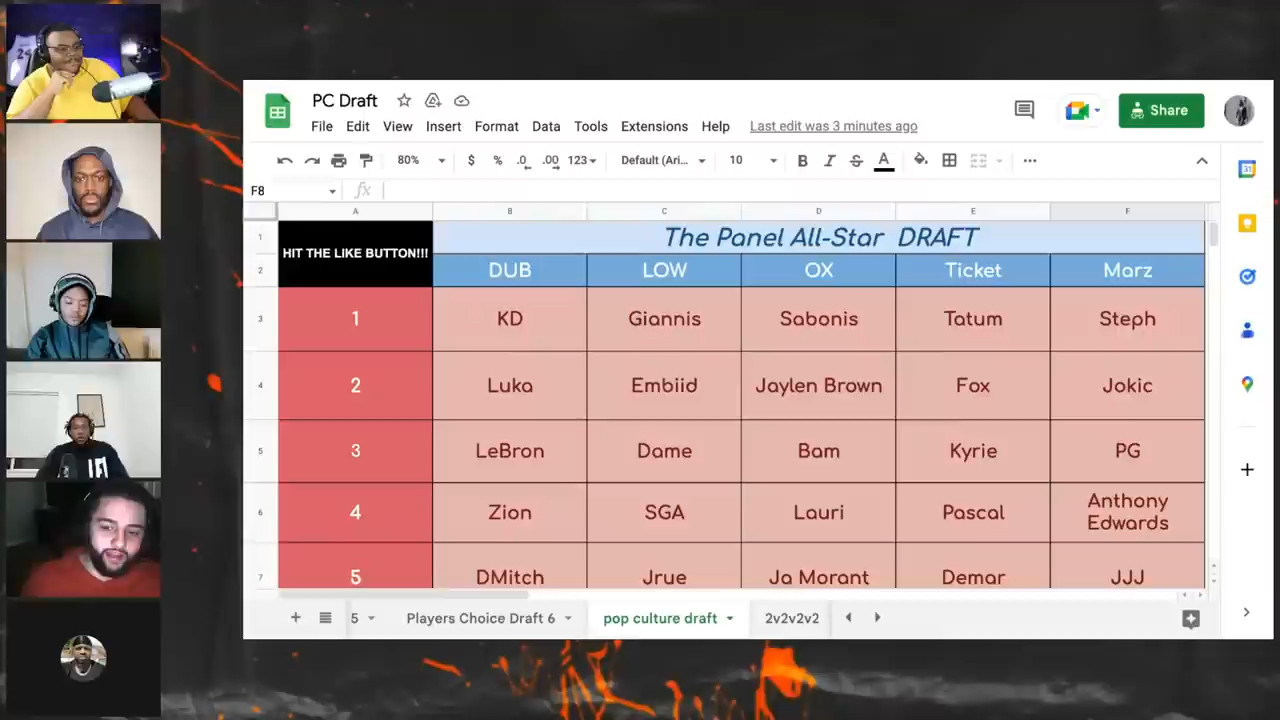 PC Draft
Share
File Edit View Insert Format Data Tools Extensions Help Last edit was 3 minutes ago
80% $ % .0 .00 123 Default (Ari... 10 B I S A ...
F8 fx
A B C D E F
1 HIT THE LIKE BUTTON!!! The Panel All-Star DRAFT
2 DUB LOW OX Ticket Marz
3 1 KD Giannis Sabonis Tatum Steph
4 2 Luka Embiid Jaylen Brown Fox Jokic
5 3 LeBron Dame Bam Kyrie PG
6 4 Zion SGA Lauri Pascal Anthony Edwards
7 5 DMitch Jrue Ja Morant Demar JJJ
5 Players Choice Draft 6 pop culture draft 2v2v2v2